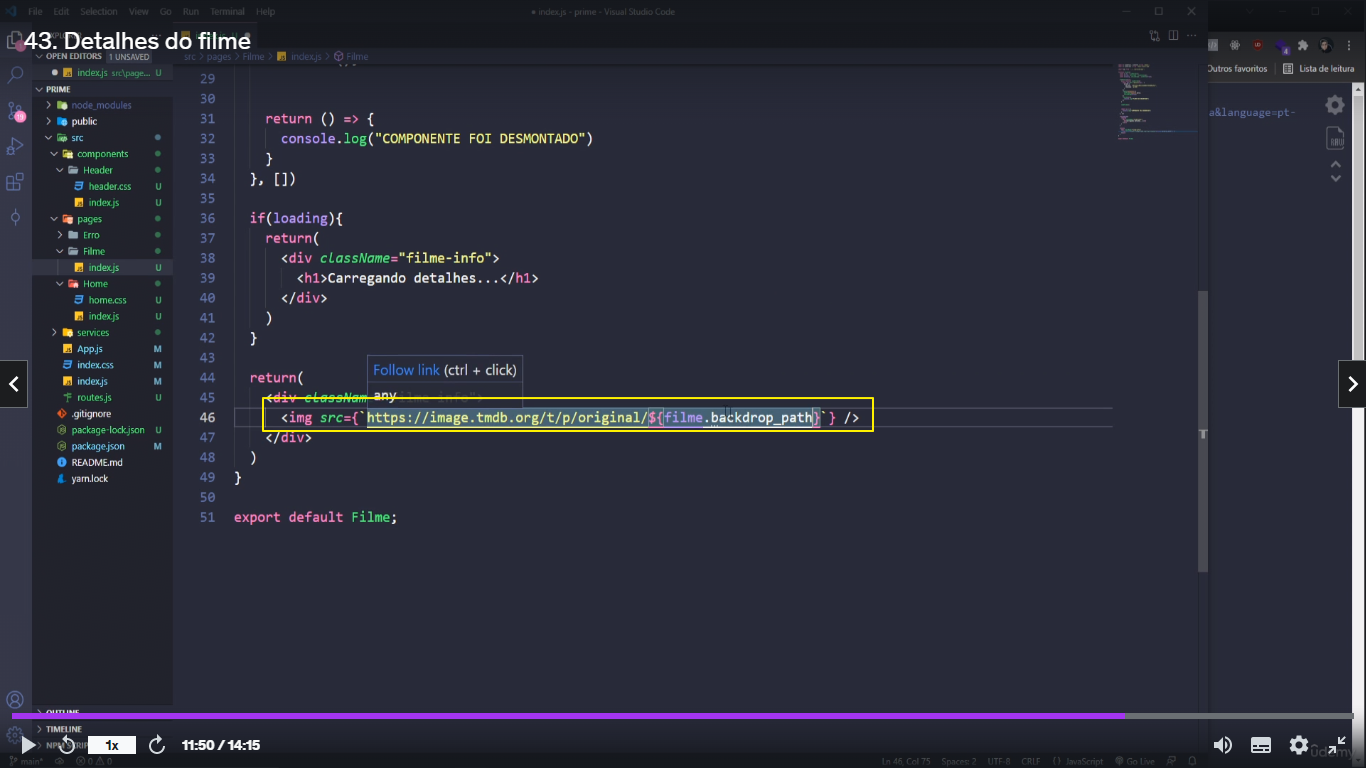 File Edit Selection View Go Run Terminal Help
● index.js - prime - Visual Studio Code
43. Detalhes do filme
OPEN EDITORS 1 UNSAVED
● index.js src\page... U
PRIME
node_modules
public
src
components
Header
header.css U
index.js U
pages
Erro
Filme
index.js U
Home
home.css U
index.js U
services
App.js M
index.css M
index.js M
routes.js U
.gitignore
package-lock.json U
package.json M
README.md
yarn.lock
OUTLINE
TIMELINE
src > pages > Filme > index.js > Filme
29
30
31 return () => {
32 console.log("COMPONENTE FOI DESMONTADO")
33 }
34 }, [])
35
36 if(loading){
37 return(
38 <div className="filme-info">
39 <h1>Carregando detalhes...</h1>
40 </div>
41 )
42 }
43
Follow link (ctrl + click)
44 return(
any
45 <div className="filme-info">
46 <img src={`https://image.tmdb.org/t/p/original/${filme.backdrop_path}`} />
47 </div>
48 )
49 }
50
51 export default Filme;
Outros favoritos Lista de leitura
a&language=pt-
1x 11:50 / 14:15
main* 0 0
Ln 46, Col 75 Spaces: 2 UTF-8 CRLF {} JavaScript Go Live
ûdemy